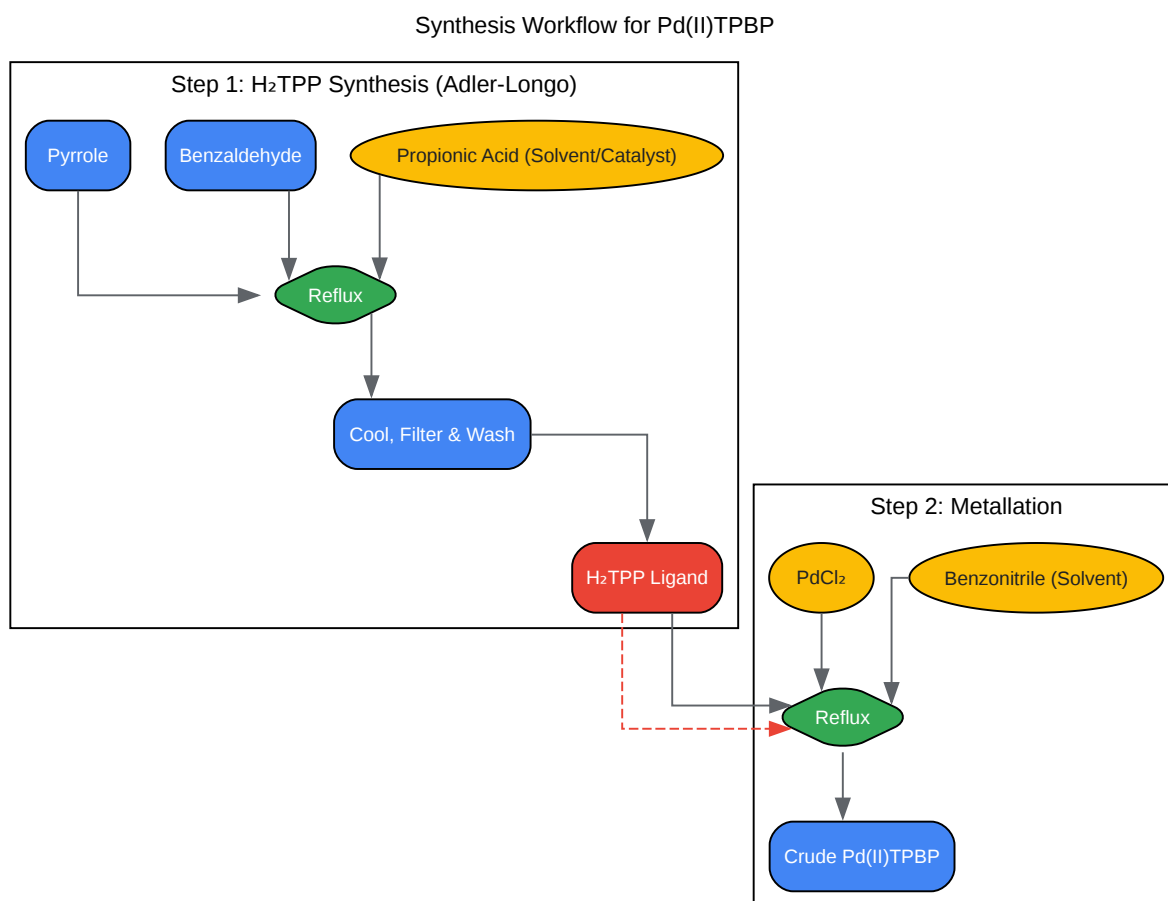 Synthesis Workflow for Pd(II)TPBP
Step 1: H₂TPP Synthesis (Adler-Longo)
Pyrrole
Benzaldehyde
Propionic Acid (Solvent/Catalyst)
Reflux
Cool, Filter & Wash
H₂TPP Ligand
Step 2: Metallation
PdCl₂
Benzonitrile (Solvent)
Reflux
Crude Pd(II)TPBP